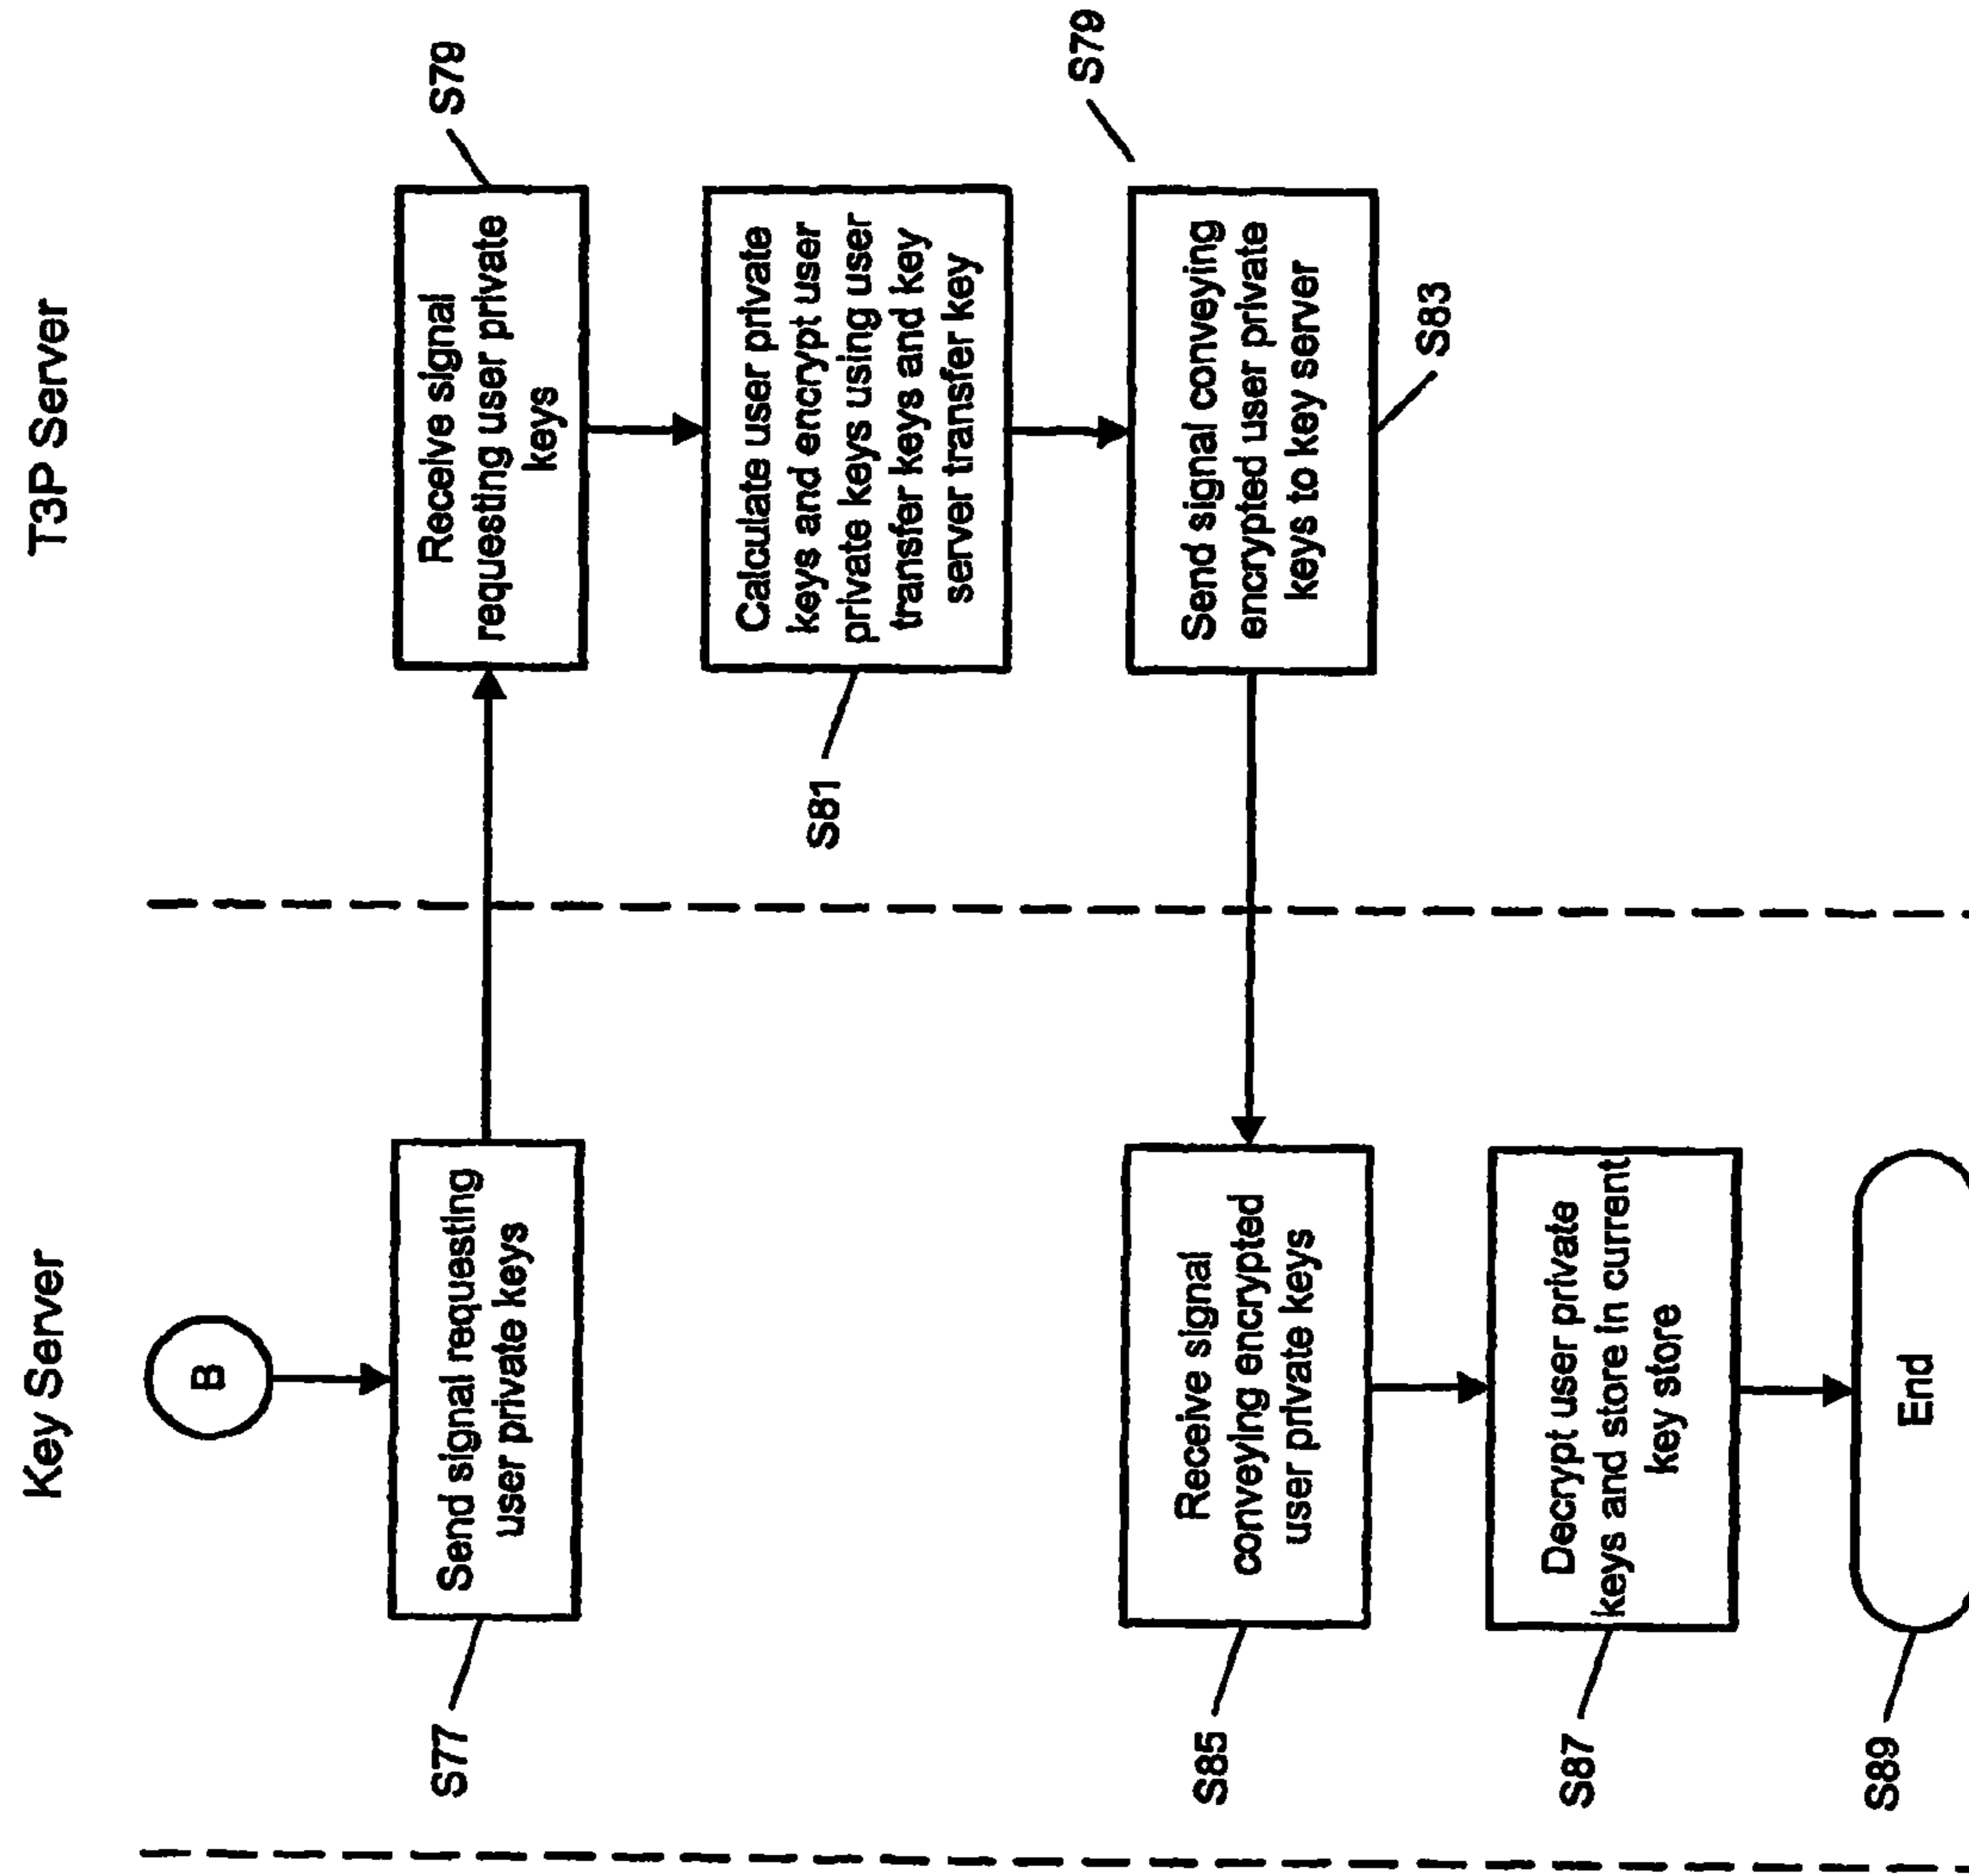 Key Server
T3P Server
B
S77
Send signal requesting
user private keys
Receive signal
requesting user private
keys
S79
S81
Calculate user private
keys and encrypt user
private keys using user
transfer keys and key
server transfer key
S79
Send signal conveying
encrypted user private
keys to key server
S83
S85
Receive signal
conveying encrypted
user private keys
S87
Decrypt user private
keys and store in current
key store
S89
End